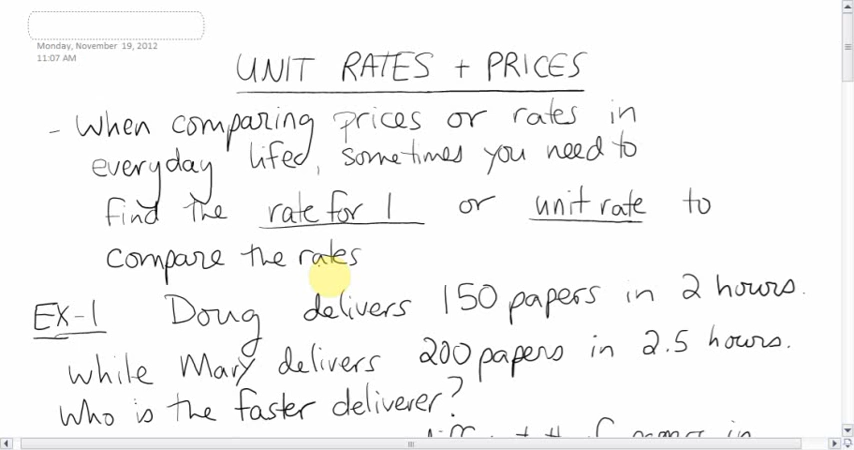 Monday, November 19, 2012
11:07 AM
UNIT RATES + PRICES
- When comparing prices or rates in
everyday lifed, sometimes you need to
find the rate for 1 or unit rate to
compare the rates
EX-1 Doug delivers 150 papers in 2 hours.
while Mary delivers 200 papers in 2.5 hours.
Who is the faster deliverer?